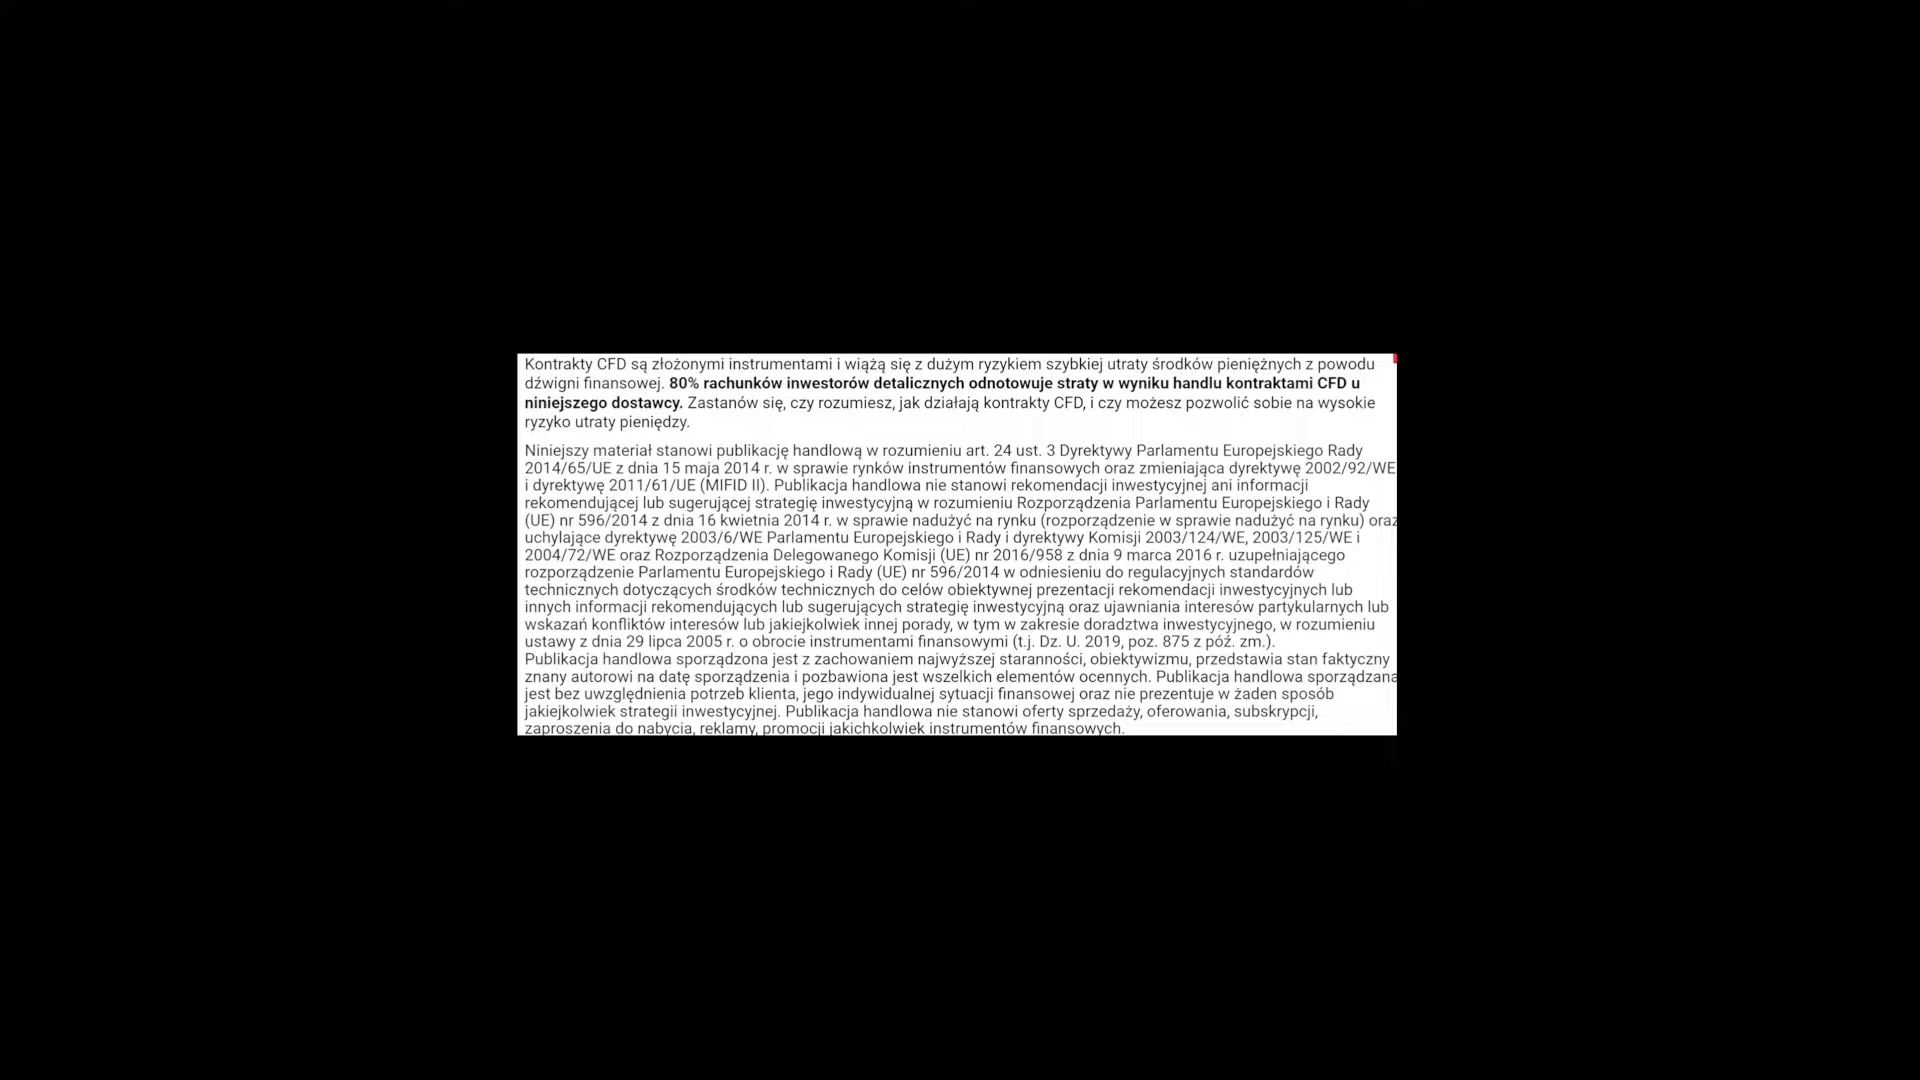 Kontrakty CFD są złożonymi instrumentami i wiążą się z dużym ryzykiem szybkiej utraty środków pieniężnych z powodu
dźwigni finansowej. 80% rachunków inwestorów detalicznych odnotowuje straty w wyniku handlu kontraktami CFD u
niniejszego dostawcy. Zastanów się, czy rozumiesz, jak działają kontrakty CFD, i czy możesz pozwolić sobie na wysokie
ryzyko utraty pieniędzy.
Niniejszy materiał stanowi publikację handlową w rozumieniu art. 24 ust. 3 Dyrektywy Parlamentu Europejskiego Rady
2014/65/UE z dnia 15 maja 2014 r. w sprawie rynków instrumentów finansowych oraz zmieniająca dyrektywę 2002/92/WE
i dyrektywę 2011/61/UE (MIFID II). Publikacja handlowa nie stanowi rekomendacji inwestycyjnej ani informacji
rekomendującej lub sugerującej strategię inwestycyjną w rozumieniu Rozporządzenia Parlamentu Europejskiego i Rady
(UE) nr 596/2014 z dnia 16 kwietnia 2014 r. w sprawie nadużyć na rynku (rozporządzenie w sprawie nadużyć na rynku) oraz
uchylające dyrektywę 2003/6/WE Parlamentu Europejskiego i Rady i dyrektywy Komisji 2003/124/WE, 2003/125/WE i
2004/72/WE oraz Rozporządzenia Delegowanego Komisji (UE) nr 2016/958 z dnia 9 marca 2016 r. uzupełniającego
rozporządzenie Parlamentu Europejskiego i Rady (UE) nr 596/2014 w odniesieniu do regulacyjnych standardów
technicznych dotyczących środków technicznych do celów obiektywnej prezentacji rekomendacji inwestycyjnych lub
innych informacji rekomendujących lub sugerujących strategię inwestycyjną oraz ujawniania interesów partykularnych lub
wskazań konfliktów interesów lub jakiejkolwiek innej porady, w tym w zakresie doradztwa inwestycyjnego, w rozumieniu
ustawy z dnia 29 lipca 2005 r. o obrocie instrumentami finansowymi (t.j. Dz. U. 2019, poz. 875 z póź. zm.).
Publikacja handlowa sporządzona jest z zachowaniem najwyższej staranności, obiektywizmu, przedstawia stan faktyczny
znany autorowi na datę sporządzenia i pozbawiona jest wszelkich elementów ocennych. Publikacja handlowa sporządzana
jest bez uwzględnienia potrzeb klienta, jego indywidualnej sytuacji finansowej oraz nie prezentuje w żaden sposób
jakiejkolwiek strategii inwestycyjnej. Publikacja handlowa nie stanowi oferty sprzedaży, oferowania, subskrypcji,
zaproszenia do nabycia, reklamy, promocji jakichkolwiek instrumentów finansowych.